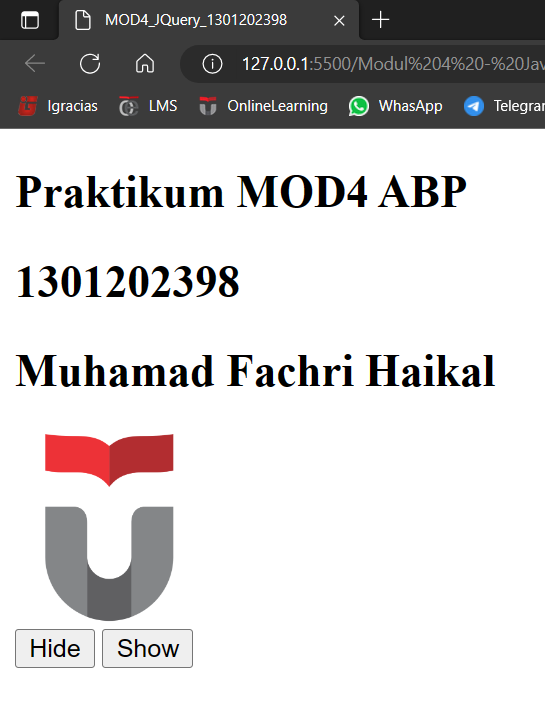 MOD4_JQuery_1301202398
127.0.0.1:5500/Modul%204%20-%20Jav
Igracias LMS OnlineLearning WhasApp Telegram
Praktikum MOD4 ABP
1301202398
Muhamad Fachri Haikal
Hide Show